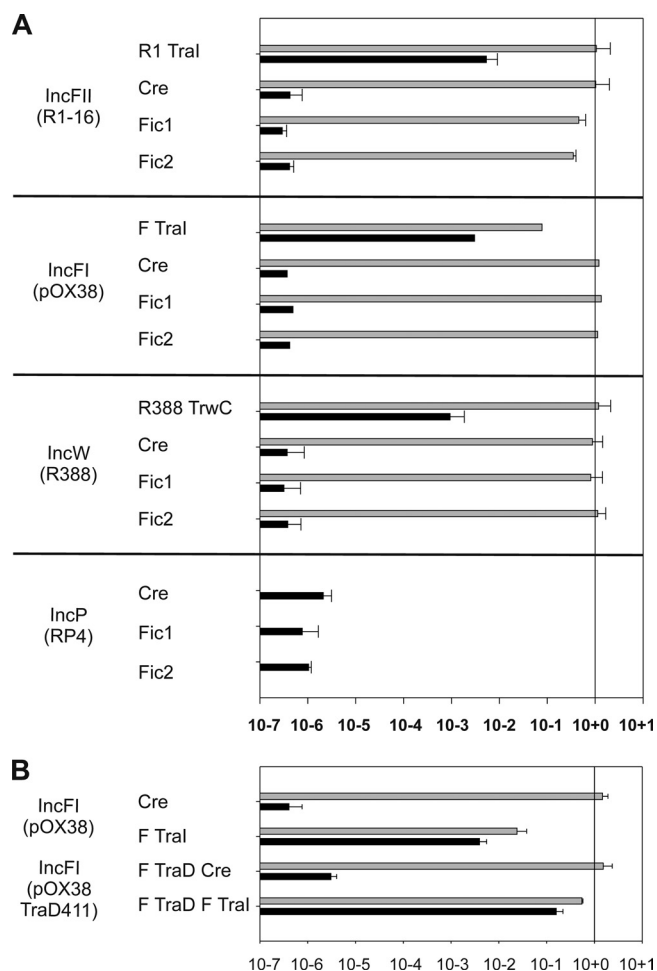 A
IncFII
(R1-16)
R1 TraI
Cre
Fic1
Fic2
IncFI
(pOX38)
F TraI
Cre
Fic1
Fic2
IncW
(R388)
R388 TrwC
Cre
Fic1
Fic2
IncP
(RP4)
Cre
Fic1
Fic2
10-7 10-6 10-5 10-4 10-3 10-2 10-1 10+0 10+1
B
IncFI
(pOX38)
Cre
F TraI
IncFI
(pOX38
TraD411)
F TraD Cre
F TraD F TraI
10-7 10-6 10-5 10-4 10-3 10-2 10-1 10+0 10+1